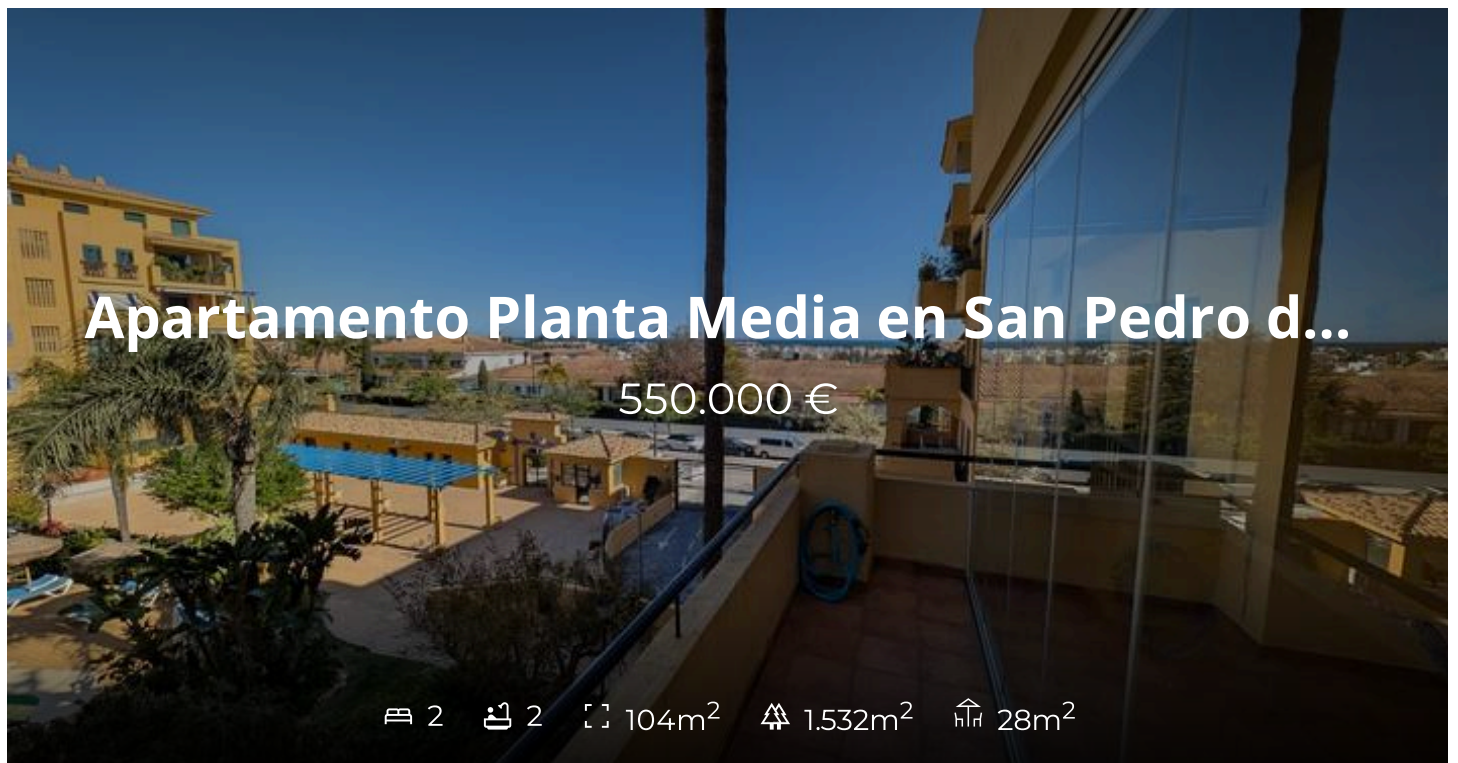 Apartamento Planta Media en San Pedro d...
550.000 €
2 2 104m² 1.532m² 28m²